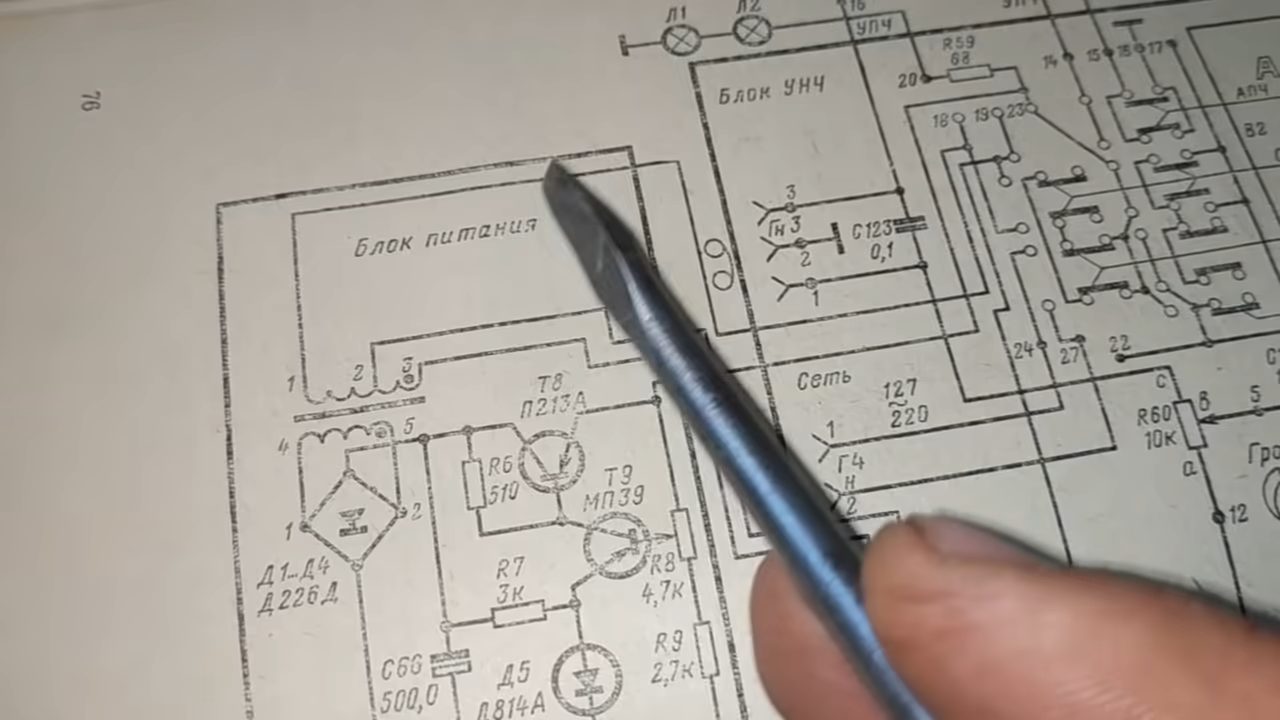 76
Л1
Л2
16
УПЧ
R59
68
14
15
16
17
20
Блок УНЧ
АПЧ
18
19
23
В2
Блок питания
3
Гн3
2
1
С123
0,1
1
2
3
24
27
22
Сеть
127
~
220
Т8
П213А
c
в
5
R60
10к
a
12
4
5
1
Г4
н
2
R6
510
Т9
МП39
1
2
Д1-Д4
Д226Д
R7
3к
R8
4,7к
R9
2,7к
С66
500,0
Д5
Д814А